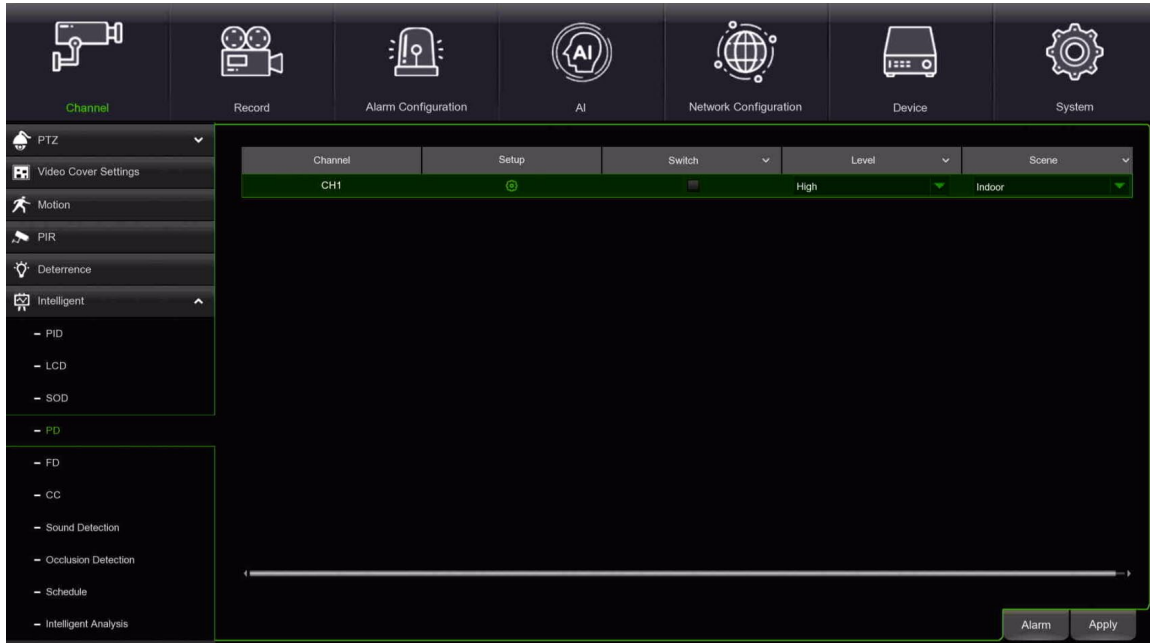 Channel Record Alarm Configuration AI Network Configuration Device System
PTZ
Video Cover Settings
Motion
PIR
Deterrence
Intelligent
PID
LCD
SOD
PD
FD
CC
Sound Detection
Occlusion Detection
Schedule
Intelligent Analysis
Channel Setup Switch Level Scene
CH1 High Indoor
Alarm Apply